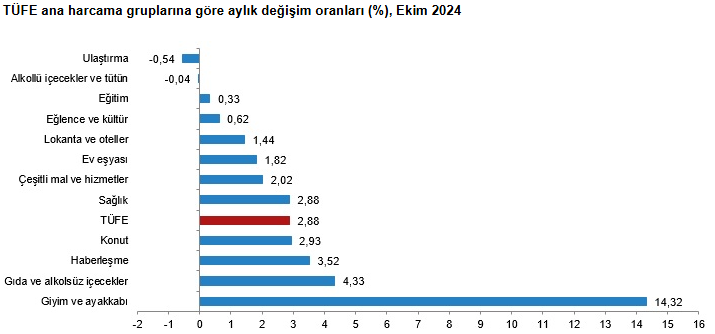 TÜFE ana harcama gruplarına göre aylık değişim oranları (%), Ekim 2024
Ulaştırma -0,54
Alkollü içecekler ve tütün -0,04
Eğitim 0,33
Eğlence ve kültür 0,62
Lokanta ve oteller 1,44
Ev eşyası 1,82
Çeşitli mal ve hizmetler 2,02
Sağlık 2,88
TÜFE 2,88
Konut 2,93
Haberleşme 3,52
Gıda ve alkolsüz içecekler 4,33
Giyim ve ayakkabı 14,32
-2 -1 0 1 2 3 4 5 6 7 8 9 10 11 12 13 14 15 16